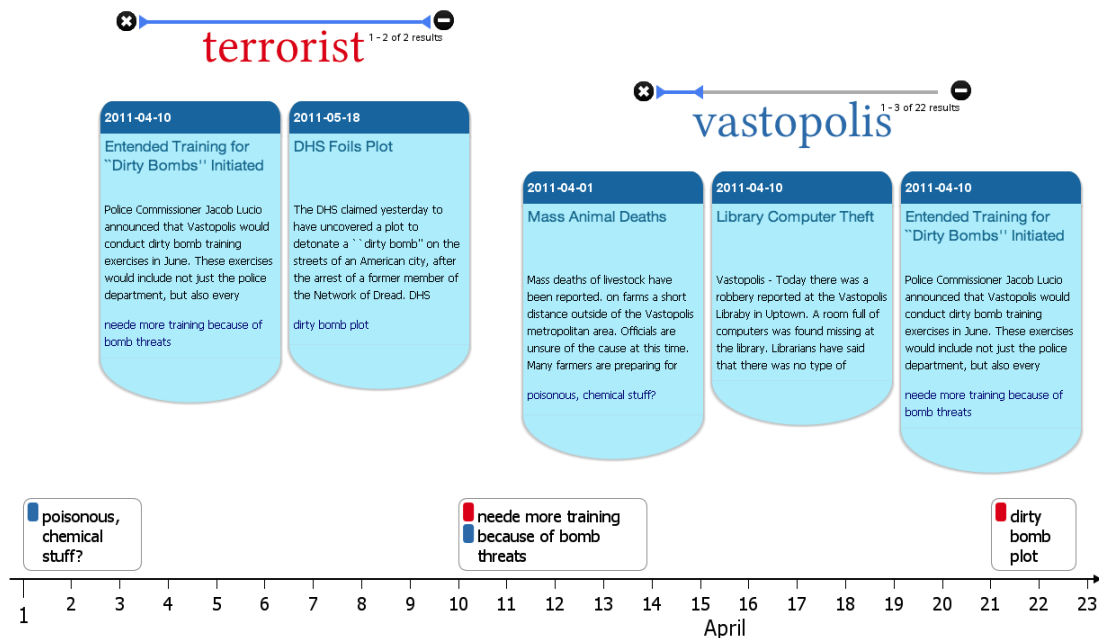 terrorist
1 - 2 of 2 results
2011-04-10
Entended Training for
``Dirty Bombs'' Initiated
Police Commissioner Jacob Lucio
announced that Vastopolis would
conduct dirty bomb training
exercises in June. These exercises
would include not just the police
department, but also every
neede more training because of
bomb threats
2011-05-18
DHS Foils Plot
The DHS claimed yesterday to
have uncovered a plot to
detonate a ``dirty bomb" on the
streets of an American city, after
the arrest of a former member of
the Network of Dread. DHS
dirty bomb plot
vastopolis
1 - 3 of 22 results
2011-04-01
Mass Animal Deaths
Mass deaths of livestock have
been reported. on farms a short
distance outside of the Vastopolis
metropolitan area. Officials are
unsure of the cause at this time.
Many farmers are preparing for
poisonous, chemical stuff?
2011-04-10
Library Computer Theft
Vastopolis - Today there was a
robbery reported at the Vastopolis
Libraby in Uptown. A room full of
computers was found missing at
the library. Librarians have said
that there was no type of
2011-04-10
Entended Training for
``Dirty Bombs'' Initiated
Police Commissioner Jacob Lucio
announced that Vastopolis would
conduct dirty bomb training
exercises in June. These exercises
would include not just the police
department, but also every
neede more training because of
bomb threats
poisonous,
chemical
stuff?
neede more training
because of bomb
threats
dirty
bomb
plot
1 2 3 4 5 6 7 8 9 10 11 12 13 14 15 16 17 18 19 20 21 22 23
April